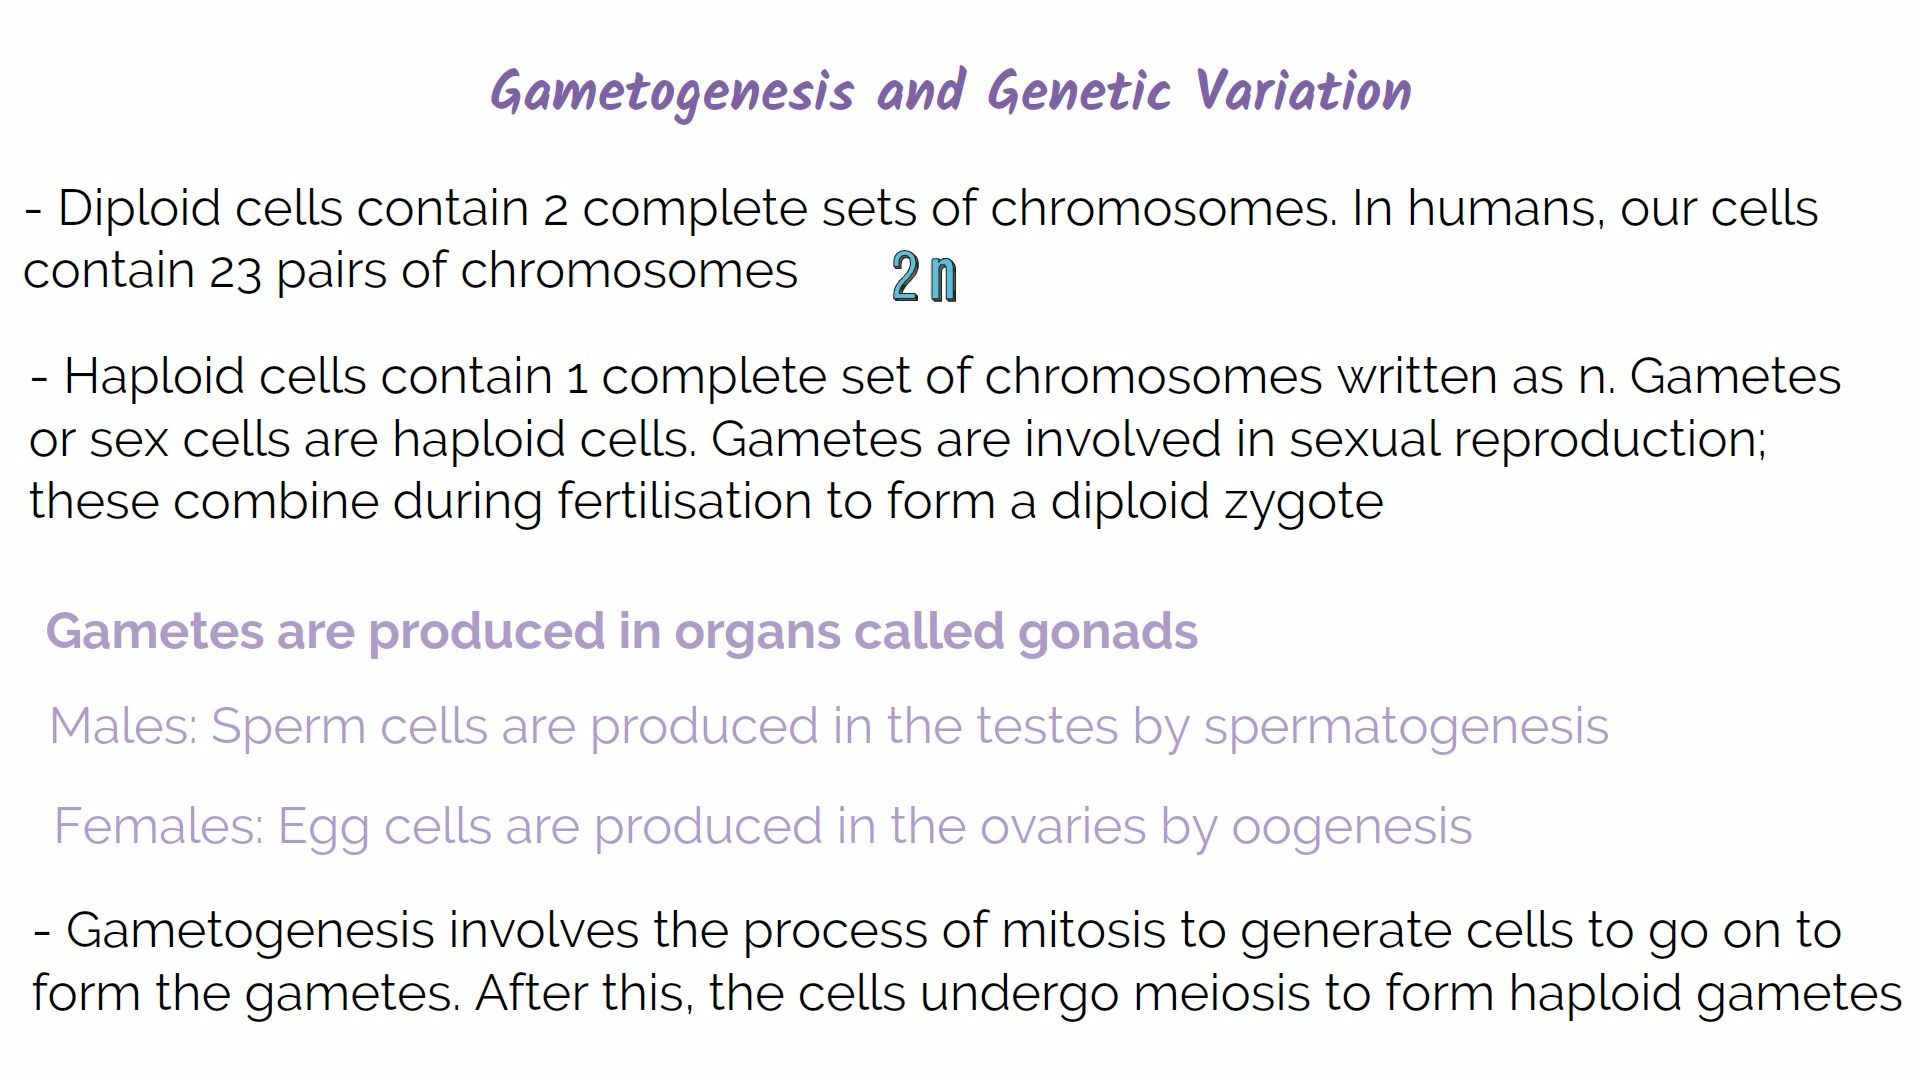 Gametogenesis and Genetic Variation
- Diploid cells contain 2 complete sets of chromosomes. In humans, our cells
contain 23 pairs of chromosomes 2n
- Haploid cells contain 1 complete set of chromosomes written as n. Gametes
or sex cells are haploid cells. Gametes are involved in sexual reproduction;
these combine during fertilisation to form a diploid zygote
Gametes are produced in organs called gonads
Males: Sperm cells are produced in the testes by spermatogenesis
Females: Egg cells are produced in the ovaries by oogenesis
- Gametogenesis involves the process of mitosis to generate cells to go on to
form the gametes. After this, the cells undergo meiosis to form haploid gametes